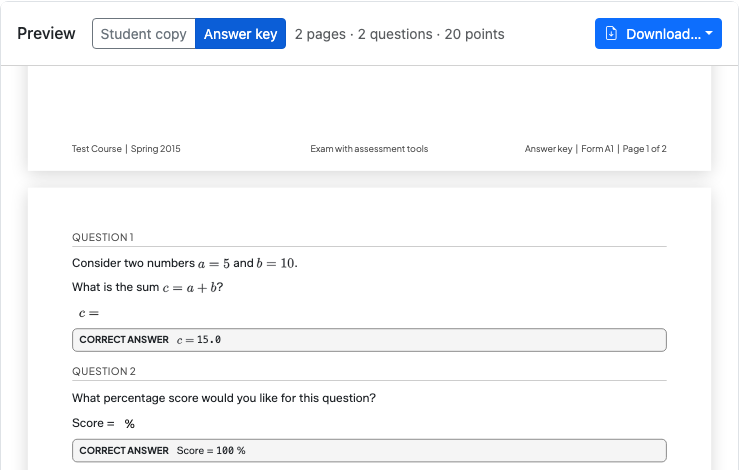 Preview Student copy Answer key 2 pages · 2 questions · 20 points Download...
Test Course | Spring 2015 Exam with assessment tools Answer key | Form A1 | Page 1 of 2
QUESTION 1
Consider two numbers a = 5 and b = 10.
What is the sum c = a + b?
c =
CORRECT ANSWER c = 15.0
QUESTION 2
What percentage score would you like for this question?
Score = %
CORRECT ANSWER Score = 100 %